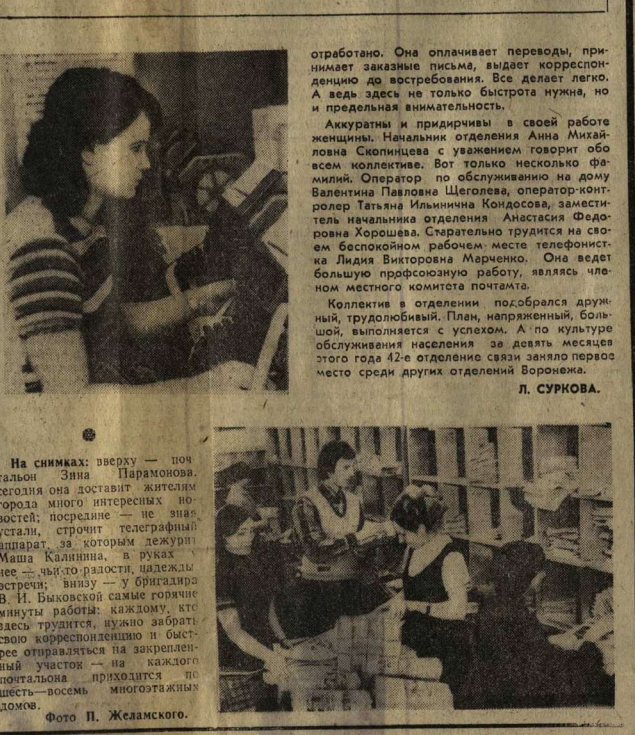 отработано. Она оплачивает переводы, при-
нимает заказные письма, выдает корреспон-
денцию до востребования. Все делает легко.
А ведь здесь не только быстрота нужна, но
и предельная внимательность.
Аккуратны и придирчивы в своей работе
женщины. Начальник отделения Анна Михай-
ловна Скопинцева с уважением говорит обо
всем коллективе. Вот только несколько фа-
милий. Оператор по обслуживанию на дому
Валентина Павловна Щеголева, оператор-конт-
ролер Татьяна Ильинична Кондосова, замести-
тель начальника отделения Анастасия Федо-
ровна Хорошева. Старательно трудится на сво-
ем беспокойном рабочем месте телефонист-
ка Лидия Викторовна Марченко. Она ведет
большую профсоюзную работу, являясь чле-
ном местного комитета почтамта.
Коллектив в отделении подобрался друж-
ный, трудолюбивый. План, напряженный, боль-
шой, выполняется с успехом. А по культуре
обслуживания населения за девять месяцев
этого года 42-е отделение связи заняло первое
место среди других отделений Воронежа.
Л. СУРКОВА.
На снимках: вверху — поч
тальон Зина Парамонова.
сегодня она доставит жителям
города много интересных но-
востей; посредине — не зная
устали, строчит телеграфный
аппарат, за которым дежурит
Маша Калинина, в руках у
нее — чьи-то радости, надежды
встречи; внизу — у бригадира
В. И. Быковской самые горячие
минуты работы: каждому, кто
здесь трудится, нужно забрать
свою корреспонденцию и быст-
рее отправляться на закреплен-
ный участок — на каждого
почтальона приходится по
шесть—восемь многоэтажных
домов.
Фото П. Желамского.